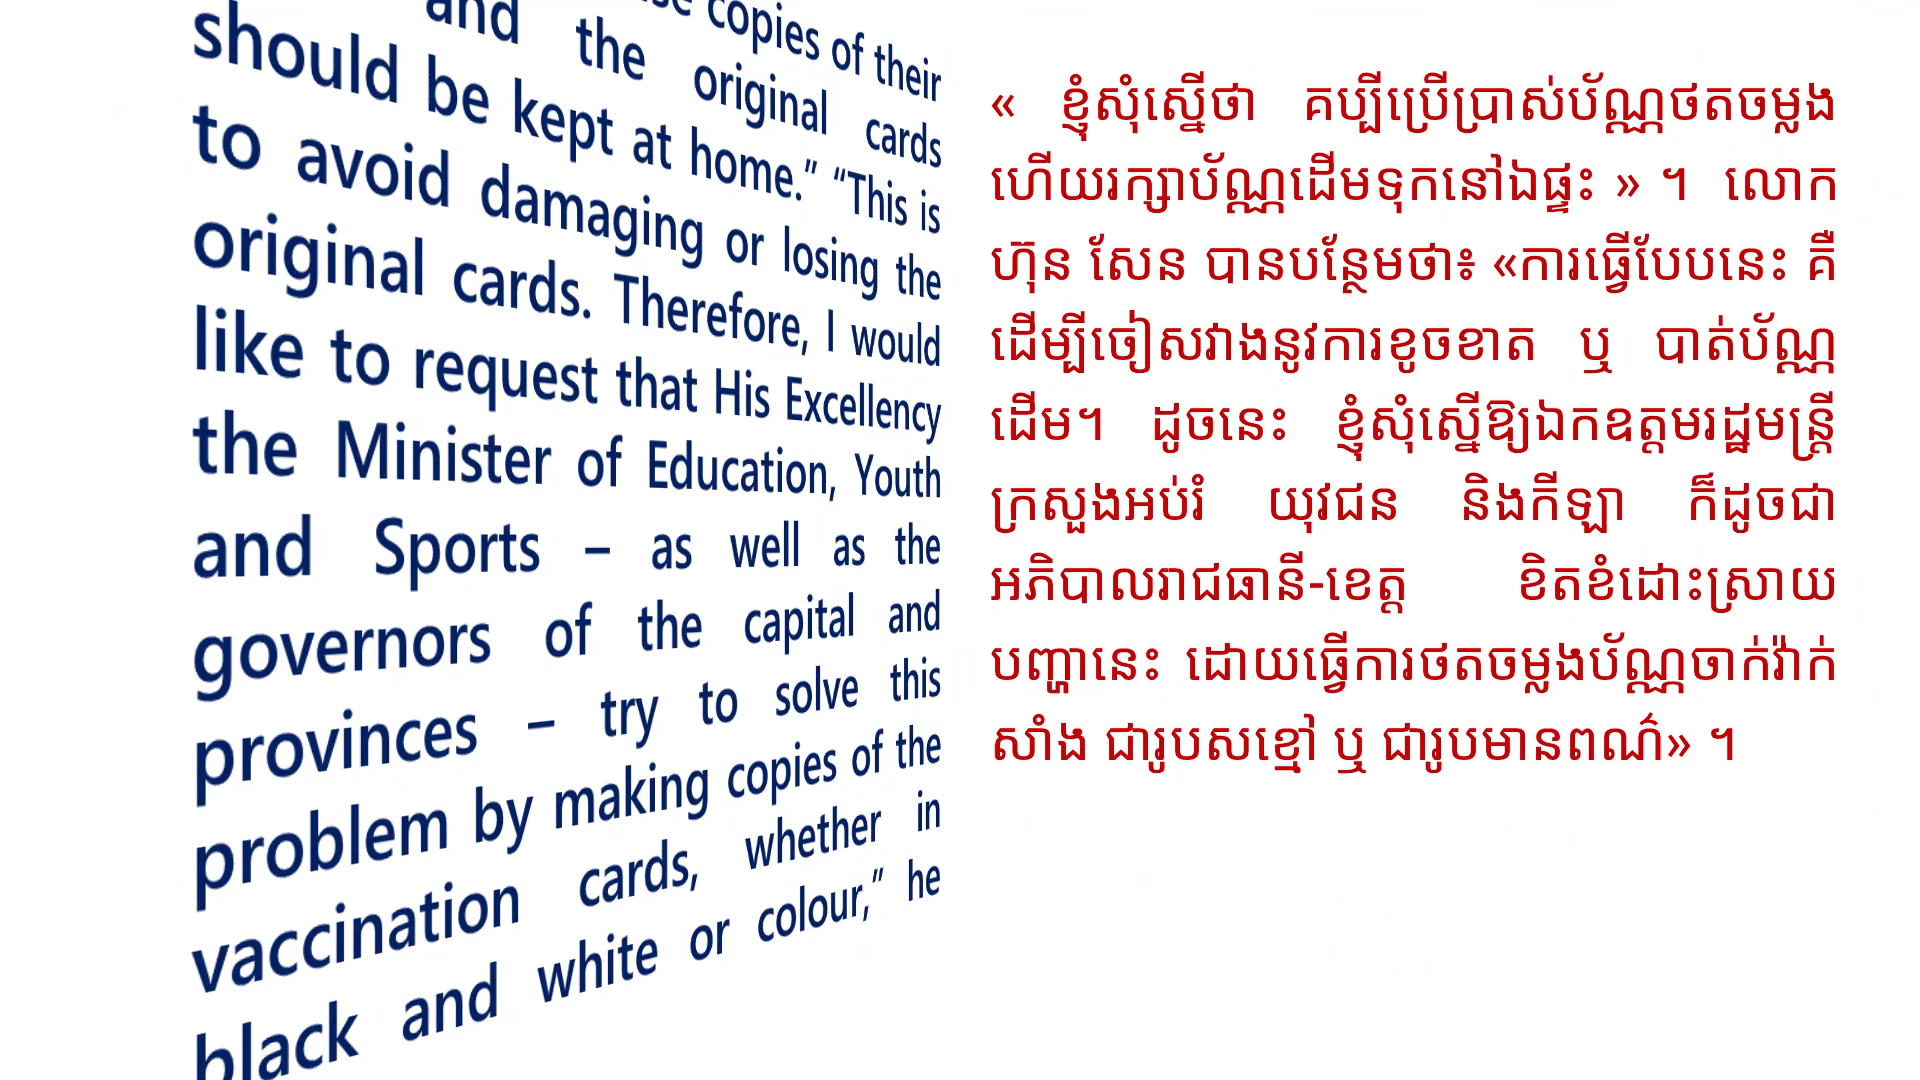 copies of their
and the original cards
should be kept at home.” “This is
to avoid damaging or losing the
original cards. Therefore, I would
like to request that His Excellency
the Minister of Education, Youth
and Sports – as well as the
governors of the capital and
provinces – try to solve this
problem by making copies of the
vaccination cards, whether in
black and white or colour,” he
« ខ្ញុំសុំស្នើថា គប្បីប្រើប្រាស់ប័ណ្ណថតចម្លង
ហើយរក្សាប័ណ្ណដើមទុកនៅឯផ្ទះ » ។ លោក
ហ៊ុន សែន បានបន្ថែមថា៖ «ការធ្វើបែបនេះ គឺ
ដើម្បីចៀសវាងនូវការខូចខាត ឬ បាត់ប័ណ្ណ
ដើម។ ដូចនេះ ខ្ញុំសុំស្នើឱ្យឯកឧត្តមរដ្ឋមន្ត្រី
ក្រសួងអប់រំ យុវជន និងកីឡា ក៏ដូចជា
អភិបាលរាជធានី-ខេត្ត ខិតខំដោះស្រាយ
បញ្ហានេះ ដោយធ្វើការថតចម្លងប័ណ្ណចាក់វ៉ាក់
សាំង ជារូបសខ្មៅ ឬ ជារូបមានពណ៌» ។